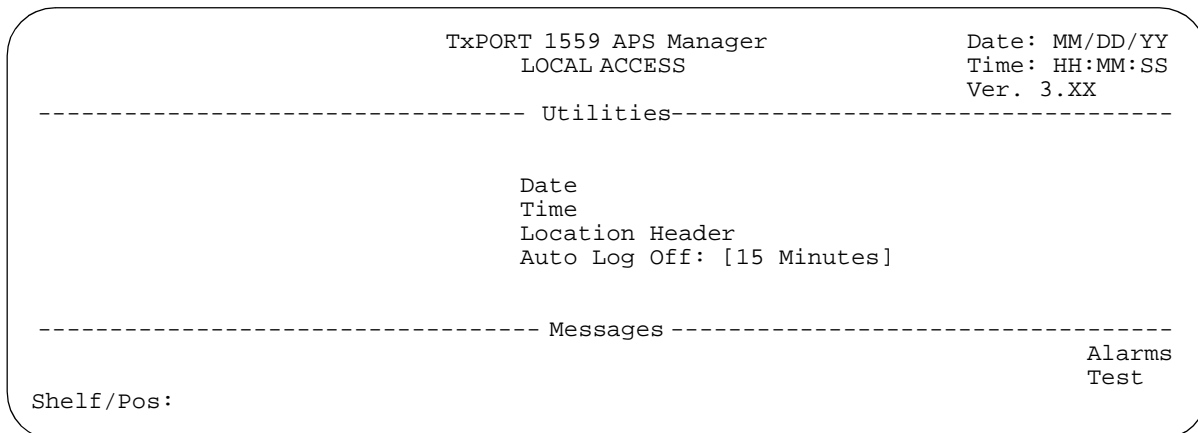 TxPORT 1559 APS Manager Date: MM/DD/YY
LOCAL ACCESS Time: HH:MM:SS
Ver. 3.XX
---------------------------------- Utilities-----------------------------------
Date
Time
Location Header
Auto Log Off: [15 Minutes]
----------------------------------- Messages -----------------------------------
Alarms
Test
Shelf/Pos: